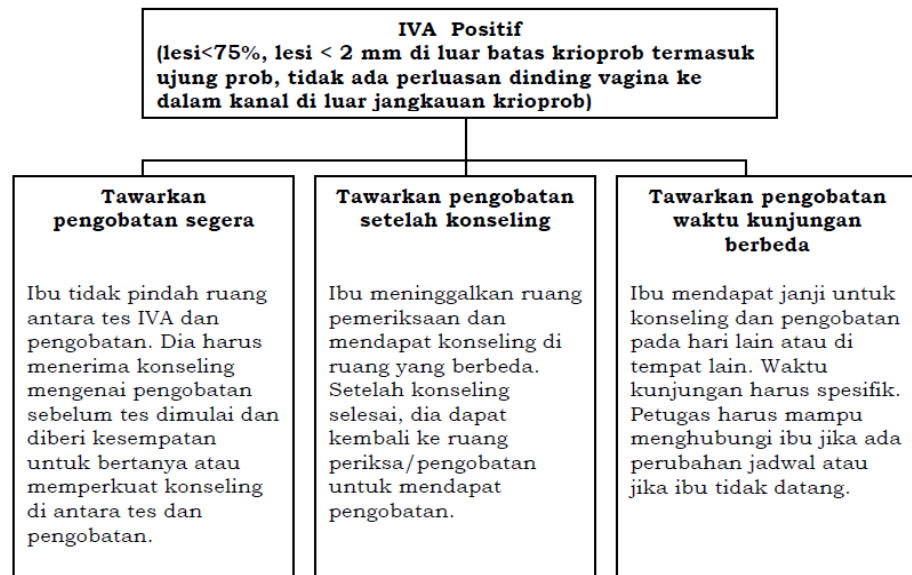 IVA Positif
(lesi<75%, lesi < 2 mm di luar batas krioprob termasuk
ujung prob, tidak ada perluasan dinding vagina ke
dalam kanal di luar jangkauan krioprob)
Tawarkan
pengobatan segera
Ibu tidak pindah ruang
antara tes IVA dan
pengobatan. Dia harus
menerima konseling
mengenai pengobatan
sebelum tes dimulai dan
diberi kesempatan
untuk bertanya atau
memperkuat konseling
di antara tes dan
pengobatan.
Tawarkan pengobatan
setelah konseling
Ibu meninggalkan ruang
pemeriksaan dan
mendapat konseling di
ruang yang berbeda.
Setelah konseling
selesai, dia dapat
kembali ke ruang
periksa/pengobatan
untuk mendapat
pengobatan.
Tawarkan pengobatan
waktu kunjungan
berbeda
Ibu mendapat janji untuk
konseling dan pengobatan
pada hari lain atau di
tempat lain. Waktu
kunjungan harus spesifik.
Petugas harus mampu
menghubungi ibu jika ada
perubahan jadwal atau
jika ibu tidak datang.